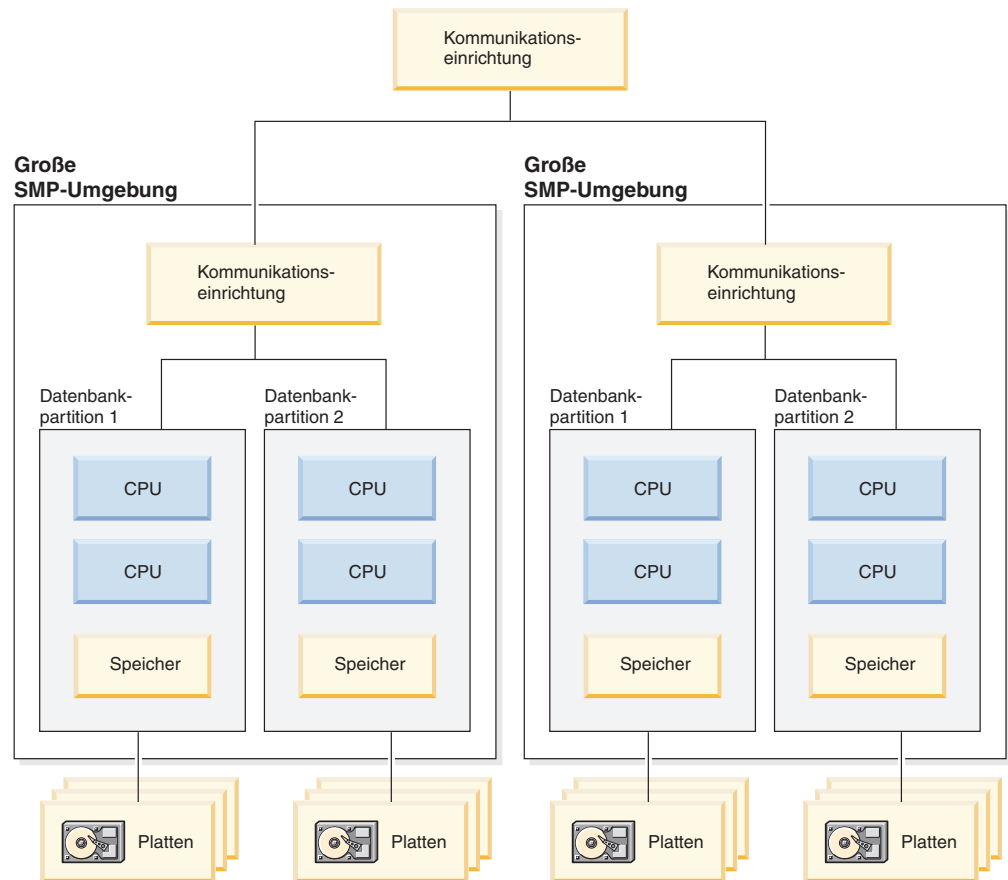 Kommunikations-
einrichtung
Große
SMP-Umgebung
Kommunikations-
einrichtung
Datenbank-
partition 1
CPU
CPU
Speicher
Platten
Datenbank-
partition 2
CPU
CPU
Speicher
Platten
Große
SMP-Umgebung
Kommunikations-
einrichtung
Datenbank-
partition 1
CPU
CPU
Speicher
Platten
Datenbank-
partition 2
CPU
CPU
Speicher
Platten